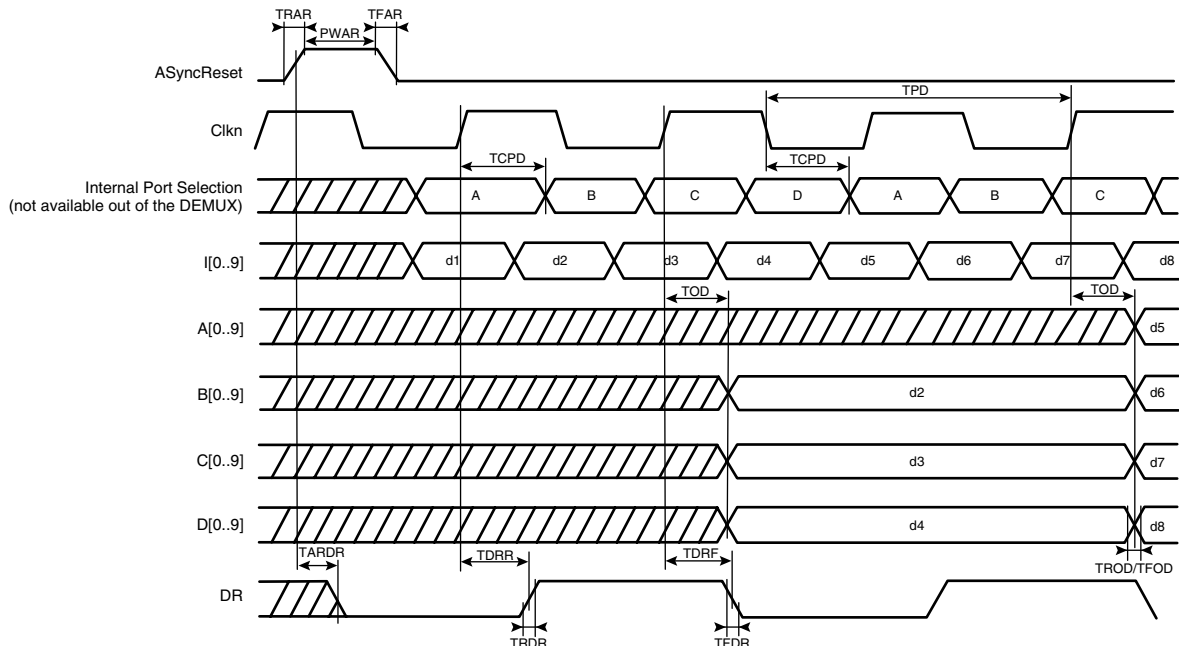 TRAR TFAR
PWAR
ASyncReset
TPD
Clkn
TCPD TCPD
Internal Port Selection
(not available out of the DEMUX)
A B C D A B C
I[0..9] d1 d2 d3 d4 d5 d6 d7 d8
TOD TOD
A[0..9] d5
B[0..9] d2 d6
C[0..9] d3 d7
D[0..9] d4 d8
TARDR TDRR TDRF TROD/TFOD
DR
TRDR TFDR